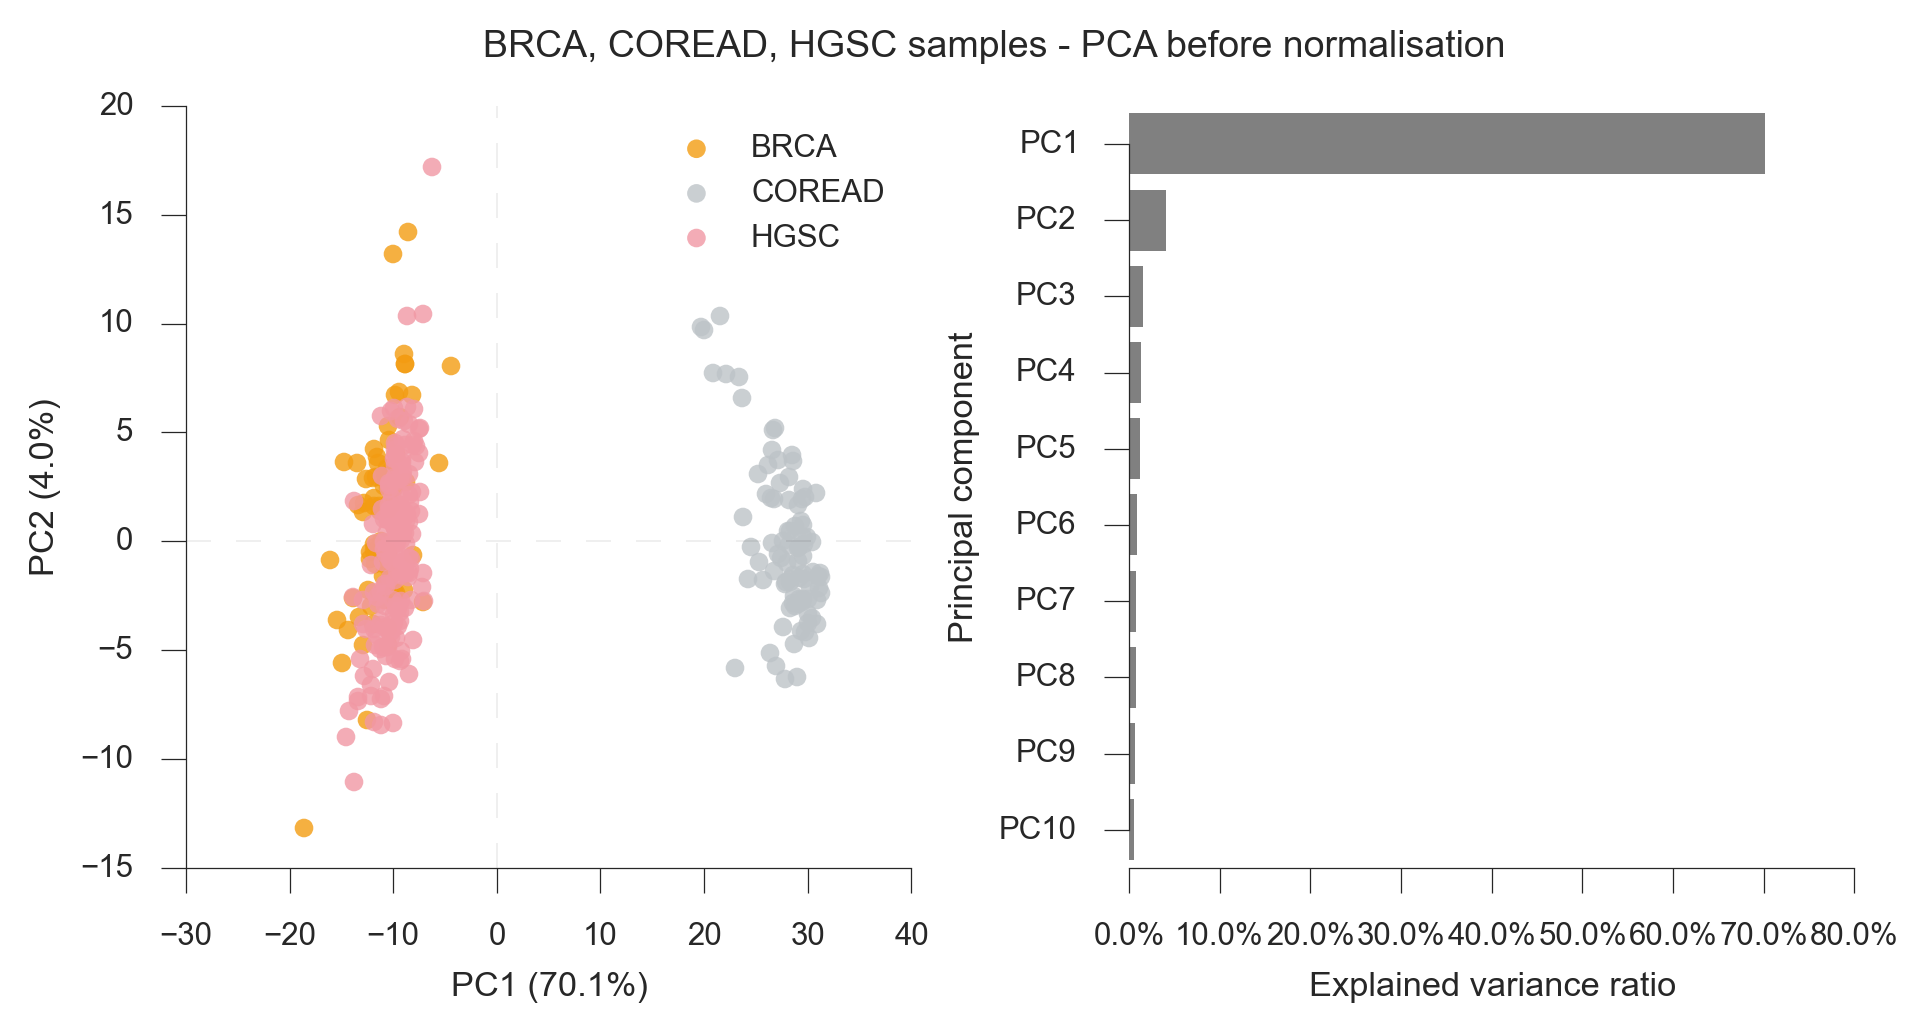 BRCA, COREAD, HGSC samples - PCA before normalisation
20
15
10
5
0
−5
−10
−15
PC2 (4.0%)
BRCA
COREAD
HGSC
−30 −20 −10 0 10 20 30 40
PC1 (70.1%)
Principal component
PC1
PC2
PC3
PC4
PC5
PC6
PC7
PC8
PC9
PC10
0.0% 10.0% 20.0% 30.0% 40.0% 50.0% 60.0% 70.0% 80.0%
Explained variance ratio